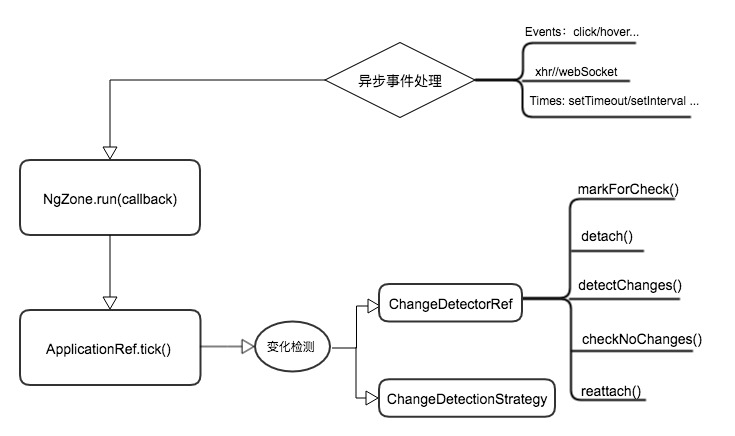 Events：click/hover...
异步事件处理
xhr//webSocket
Times: setTimeout/setInterval ...
NgZone.run(callback)
markForCheck()
detach()
ChangeDetectorRef
detectChanges()
ApplicationRef.tick()
变化检测
checkNoChanges()
ChangeDetectionStrategy
reattach()